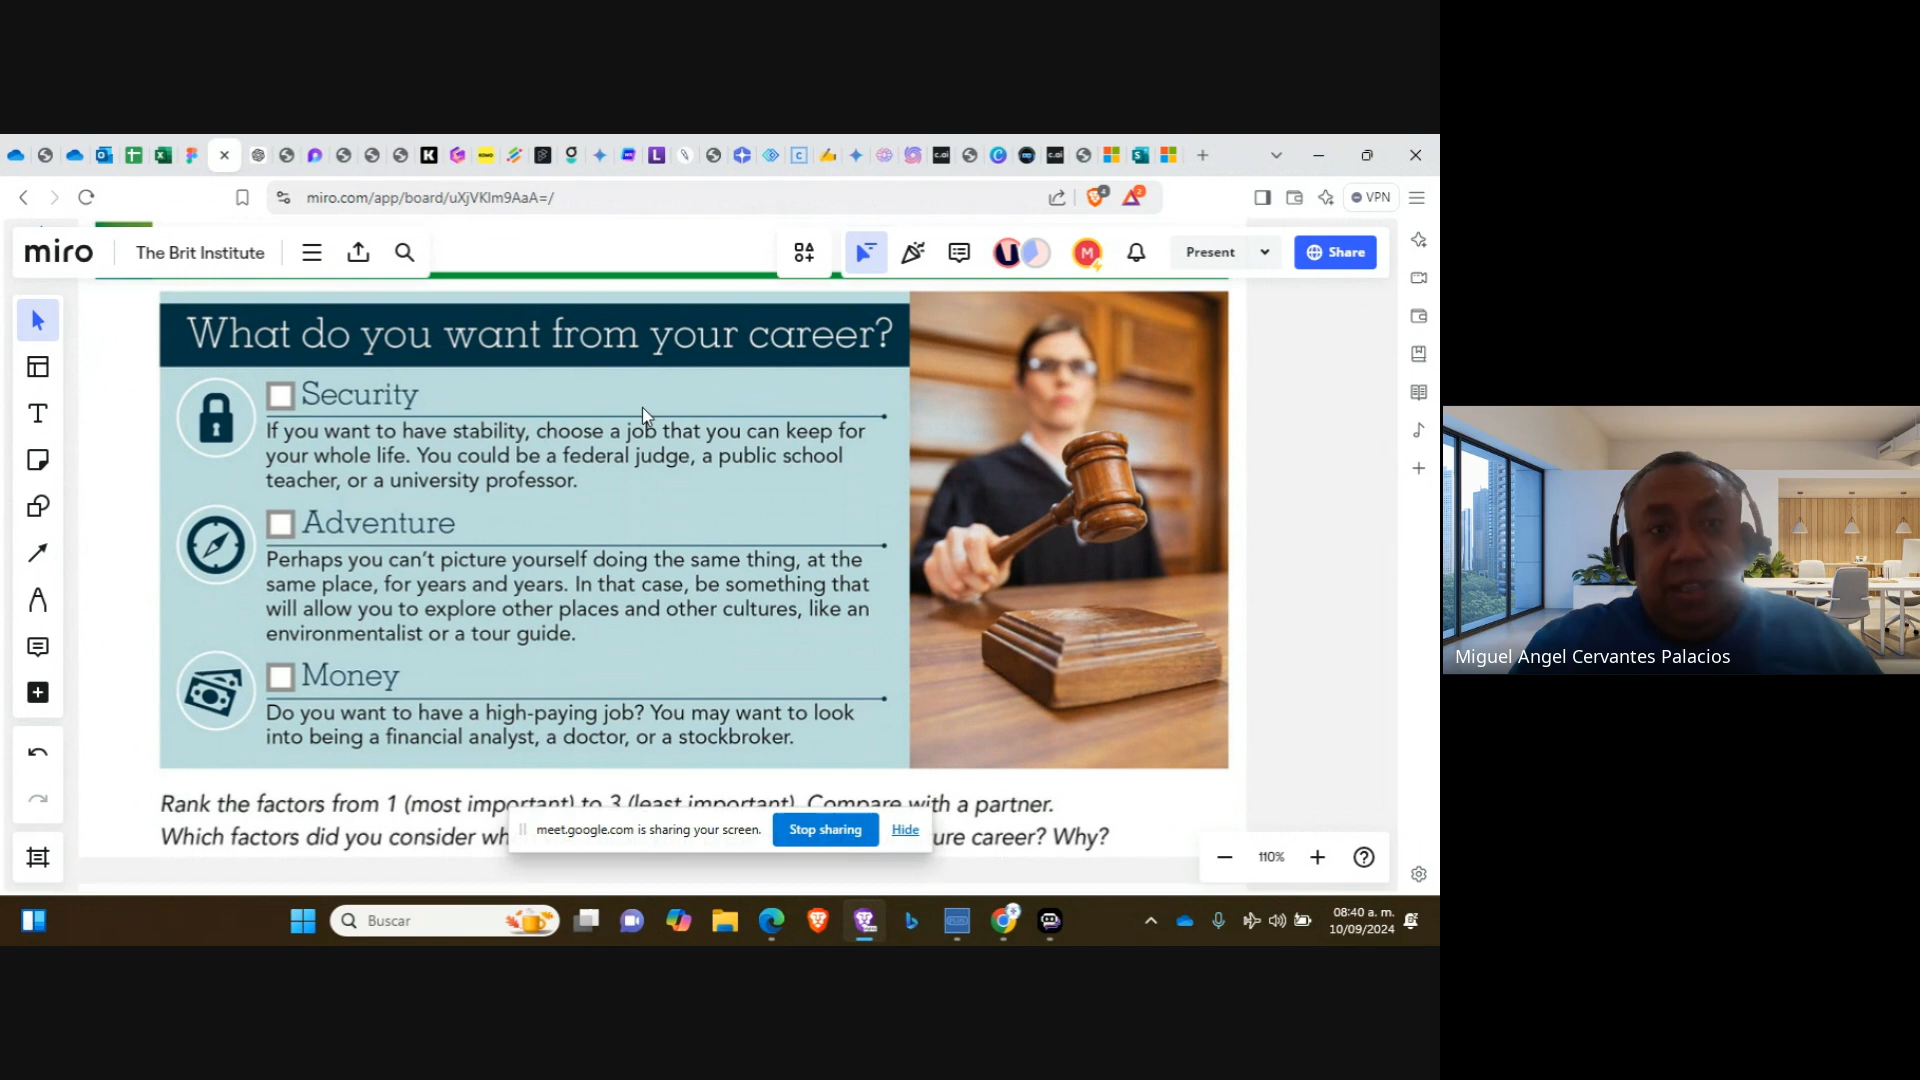 miro.com/app/board/uXjVKlm9AaA=/
VPN
miro
The Brit Institute
M
Present
Share
What do you want from your career?
Security
If you want to have stability, choose a job that you can keep for
your whole life. You could be a federal judge, a public school
teacher, or a university professor.
Adventure
Perhaps you can't picture yourself doing the same thing, at the
same place, for years and years. In that case, be something that
will allow you to explore other places and other cultures, like an
environmentalist or a tour guide.
Money
Do you want to have a high-paying job? You may want to look
into being a financial analyst, a doctor, or a stockbroker.
Rank the factors from 1 (most important) to 3 (least important). Compare with a partner.
Which factors did you consider
career? Why?
meet.google.com is sharing your screen.
Stop sharing
Hide
110%
Miguel Angel Cervantes Palacios
Buscar
08:40 a. m.
10/09/2024